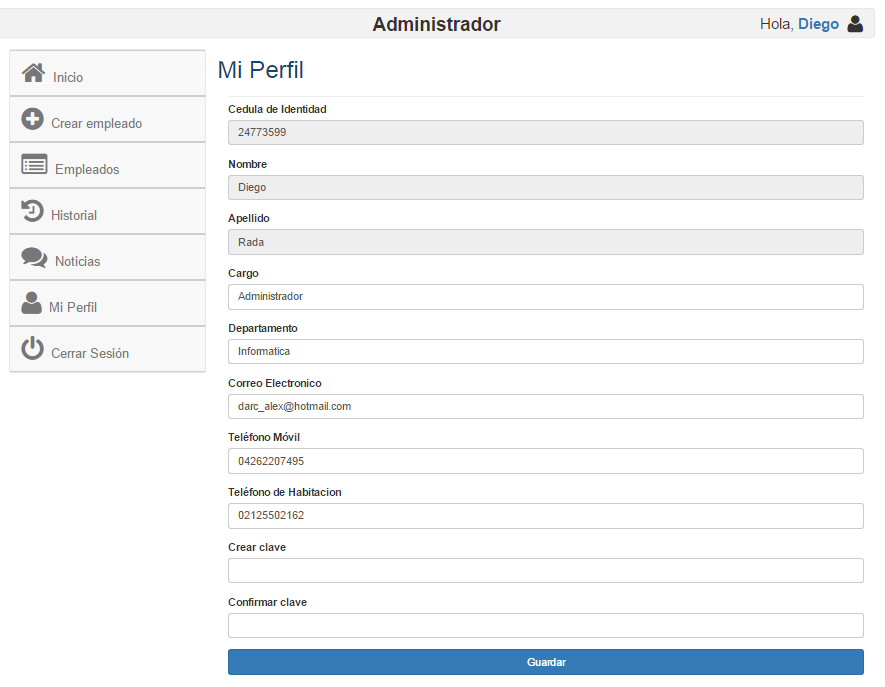 Administrador
Hola, Diego
Inicio
Crear empleado
Empleados
Historial
Noticias
Mi Perfil
Cerrar Sesión
Mi Perfil
Cedula de Identidad
24773599
Nombre
Diego
Apellido
Rada
Cargo
Administrador
Departamento
Informatica
Correo Electronico
darc_alex@hotmail.com
Teléfono Móvil
04262207495
Teléfono de Habitacion
02125502162
Crear clave
Confirmar clave
Guardar